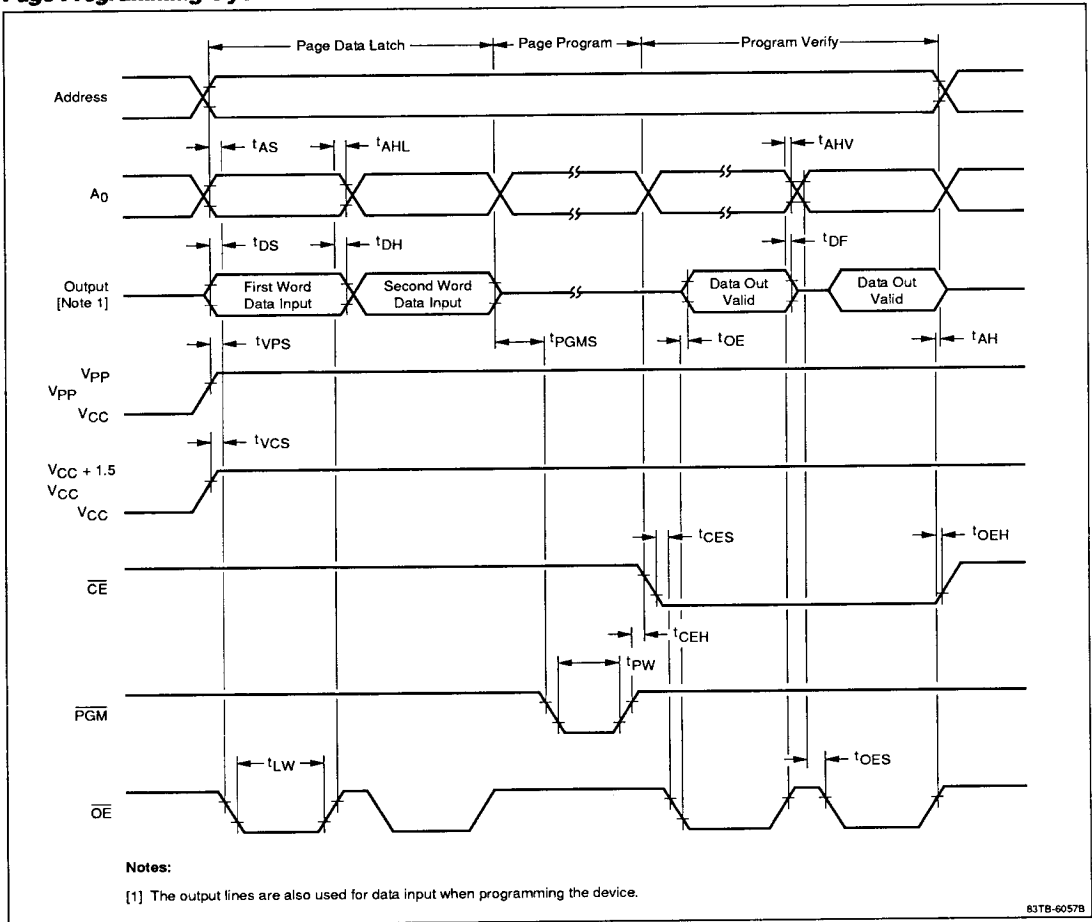 Page Data Latch
Page Program
Program Verify
Address
tAS
tAHL
tAHV
A0
tDS
tDH
tDF
Output
[Note 1]
First Word
Data Input
Second Word
Data Input
Data Out
Valid
Data Out
Valid
tVPS
tPGMS
tOE
tAH
VPP
VPP
VCC
tVCS
VCC + 1.5
VCC
VCC
tCES
tOEH
CE
tCEH
tPW
PGM
tLW
tOES
OE
Notes:
[1] The output lines are also used for data input when programming the device.
83TB-6057B